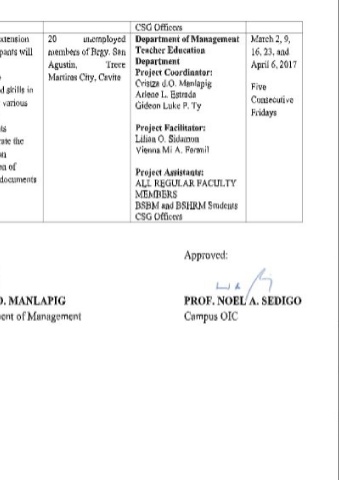 CSG Officers
xtension
pants will
d skills in
various
ts
rate the
on
on of
documents
20 unemployed
members of Brgy. San
Agustin, Trece
Martires City, Cavite
Department of Management
Teacher Education
Department
Project Coordinator:
Cristza d.O. Manlapig
Arlene L. Estrada
Gideon Luke P. Ty
Project Facilitator:
Lilian O.
Vienna Mi A. Feranil
Project Assistants:
ALL REGULAR FACULTY
MEMBERS
BSBM and BSHRM Students
CSG Officers
March 2, 9,
16, 23, and
April 6, 2017
Five
Consecutive
Fridays
Approved:
O. MANLAPIG
ent of Management
PROF. NOEL A. SEDIGO
Campus OIC